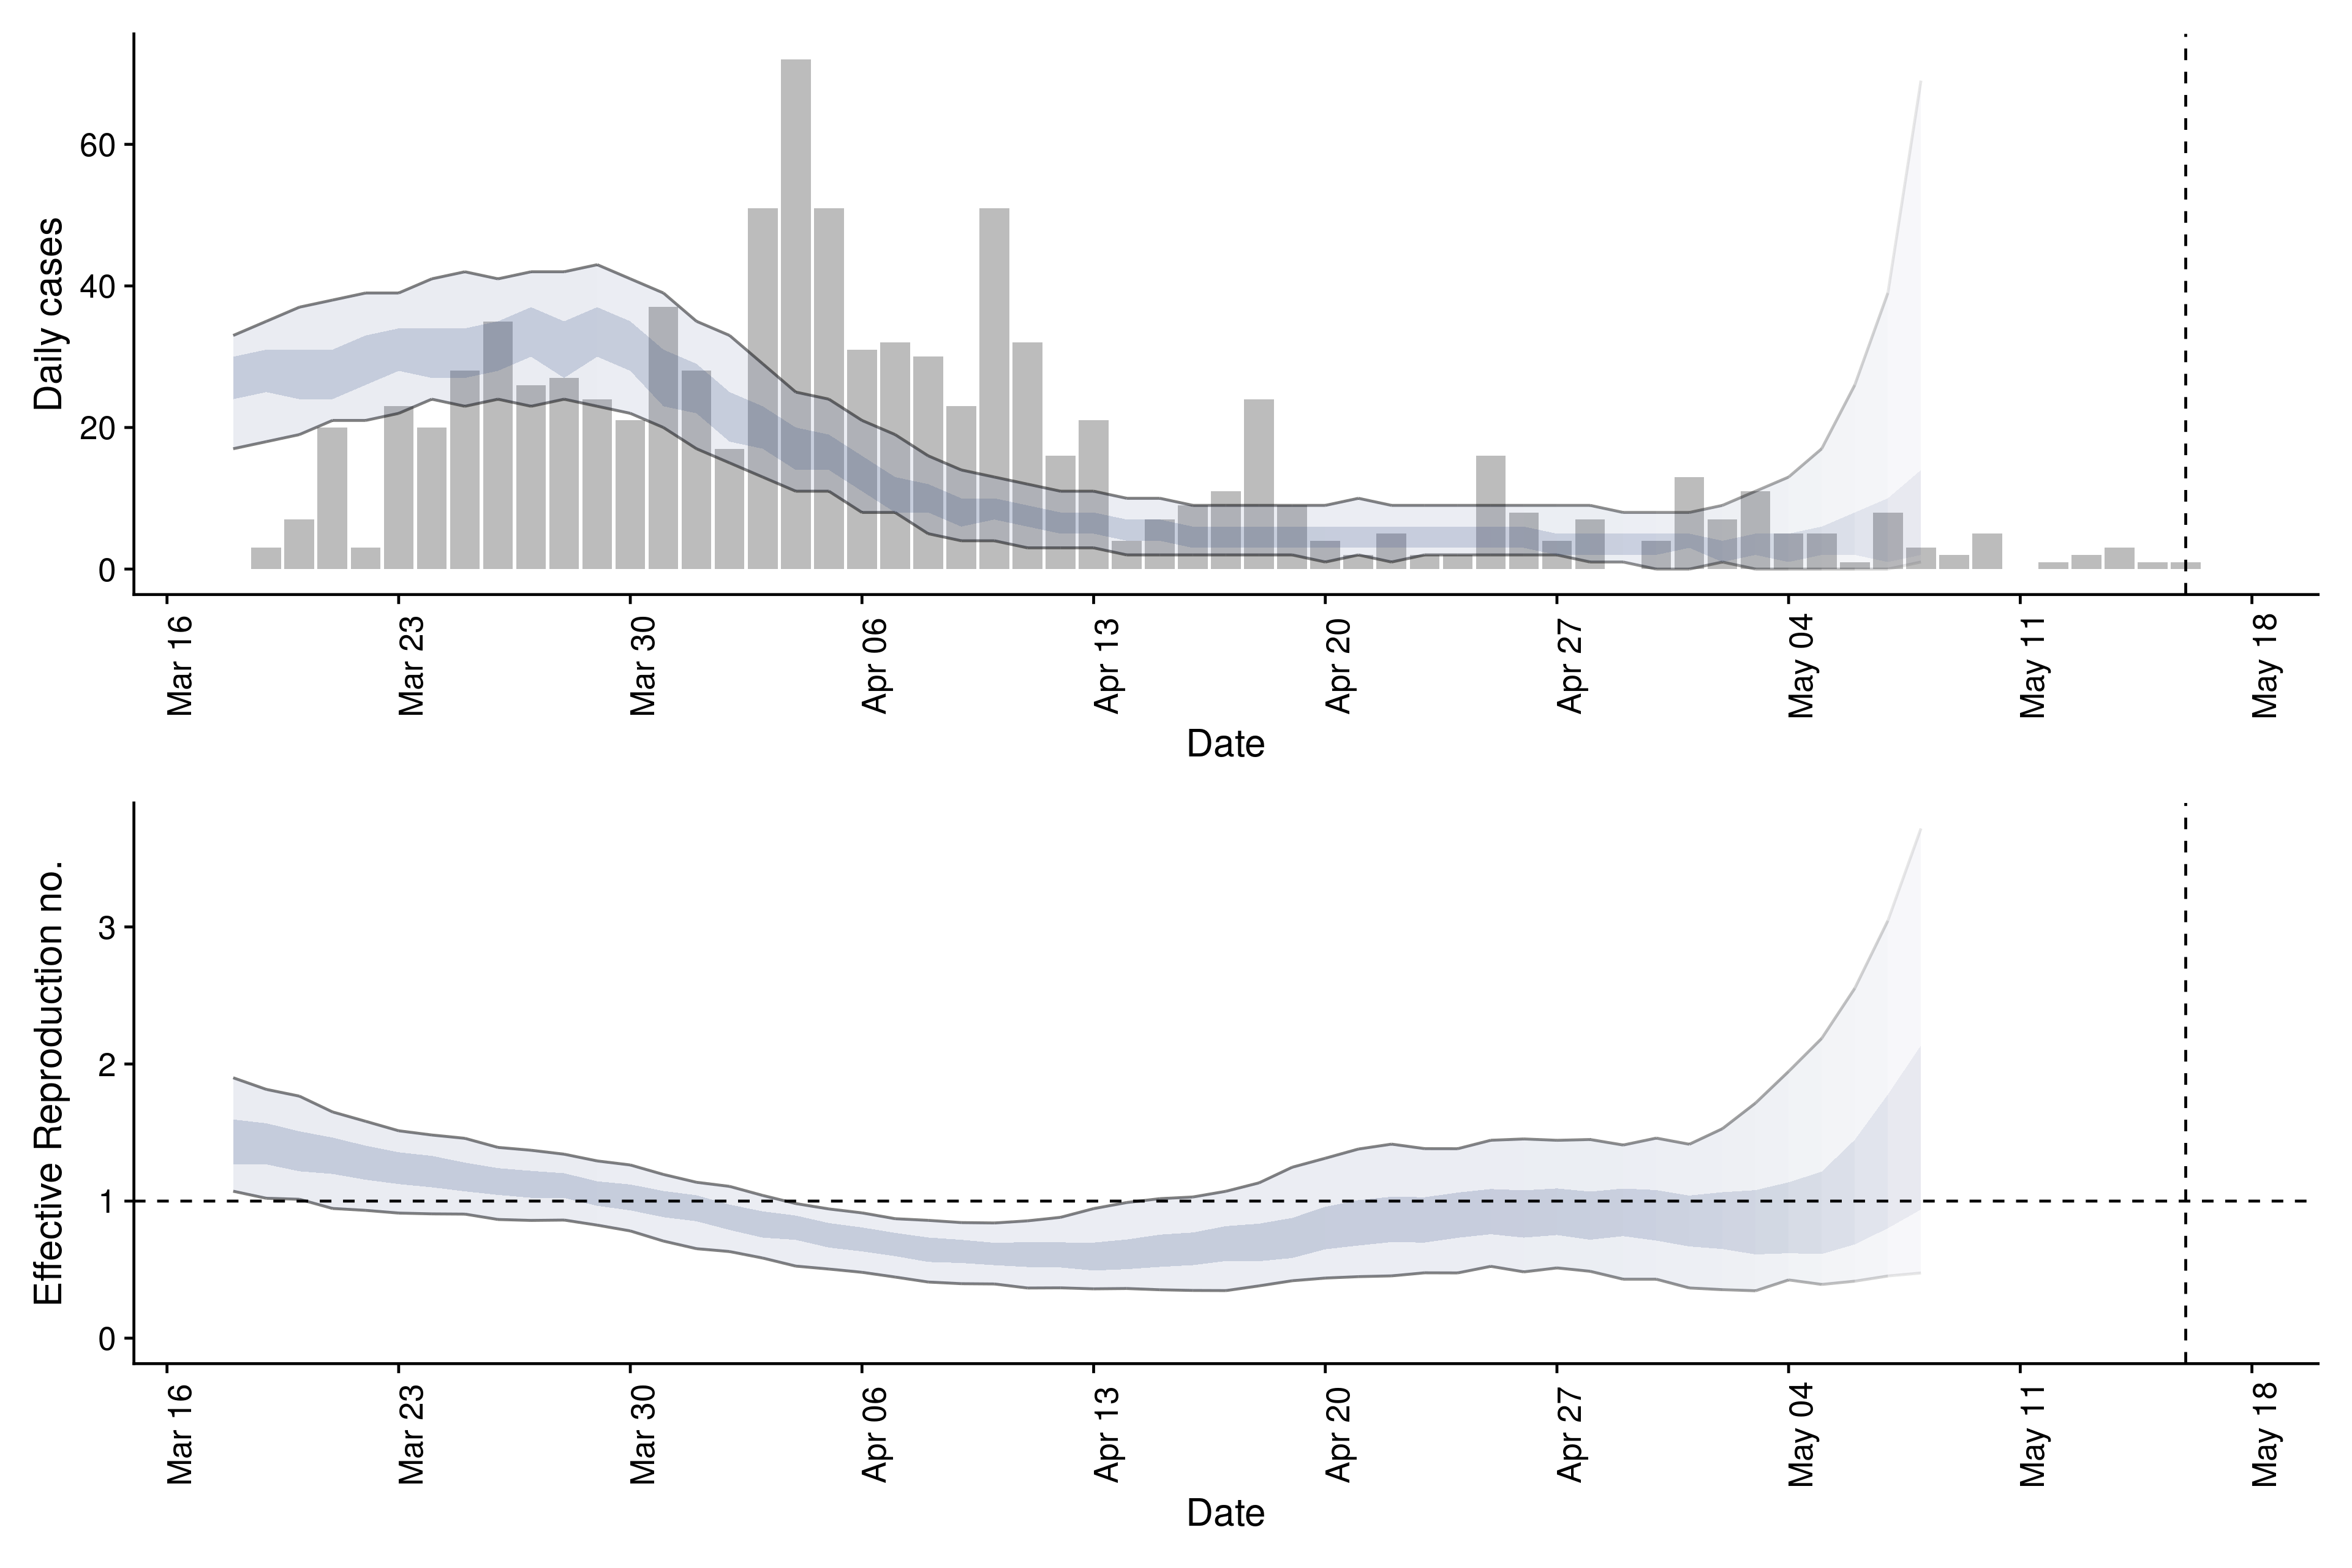 Daily cases
60
40
20
0
Mar 16
Mar 23
Mar 30
Apr 06
Apr 13
Apr 20
Apr 27
May 04
May 11
May 18
Date
Effective Reproduction no.
3
2
1
0
Mar 16
Mar 23
Mar 30
Apr 06
Apr 13
Apr 20
Apr 27
May 04
May 11
May 18
Date